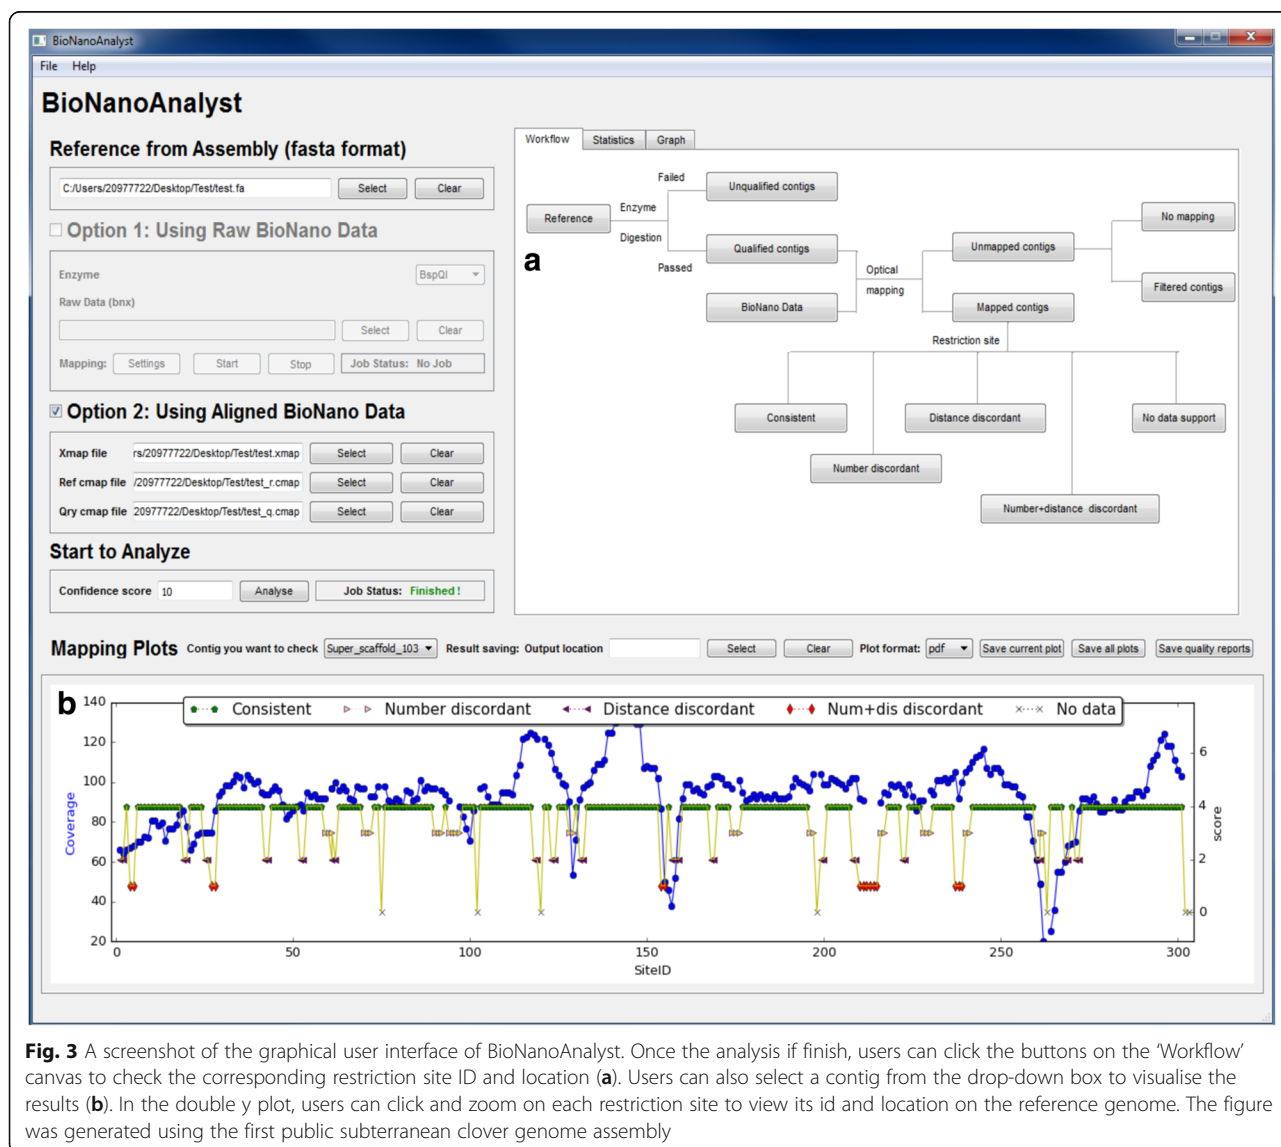 BioNanoAnalyst
File Help
BioNanoAnalyst
Reference from Assembly (fasta format)
C:/Users/20977722/Desktop/Test/test.fa Select Clear
Option 1: Using Raw BioNano Data
Enzyme BspQI
Raw Data (bnx)
Select Clear
Mapping: Settings Start Stop Job Status: No Job
Option 2: Using Aligned BioNano Data
Xmap file rs/20977722/Desktop/Test/test.xmap Select Clear
Ref cmap file /20977722/Desktop/Test/test_r.cmap Select Clear
Qry cmap file 20977722/Desktop/Test/test_q.cmap Select Clear
Start to Analyze
Confidence score 10 Analyse Job Status: Finished !
Workflow Statistics Graph
a
Reference
Enzyme
Digestion
Failed
Passed
Unqualified contigs
Qualified contigs
BioNano Data
Optical
mapping
Unmapped contigs
Mapped contigs
No mapping
Filtered contigs
Restriction site
Consistent
Number discordant
Distance discordant
Number+distance discordant
No data support
Mapping Plots Contig you want to check Super_scaffold_103 Result saving: Output location Select Clear Plot format: pdf Save current plot Save all plots Save quality reports
b
Consistent Number discordant Distance discordant Num+dis discordant No data
Coverage
140
120
100
80
60
40
20
0 50 100 150 200 250 300
SiteID
6
4
2
0
score
Fig. 3 A screenshot of the graphical user interface of BioNanoAnalyst. Once the analysis if finish, users can click the buttons on the ‘Workflow’
canvas to check the corresponding restriction site ID and location (a). Users can also select a contig from the drop-down box to visualise the
results (b). In the double y plot, users can click and zoom on each restriction site to view its id and location on the reference genome. The figure
was generated using the first public subterranean clover genome assembly